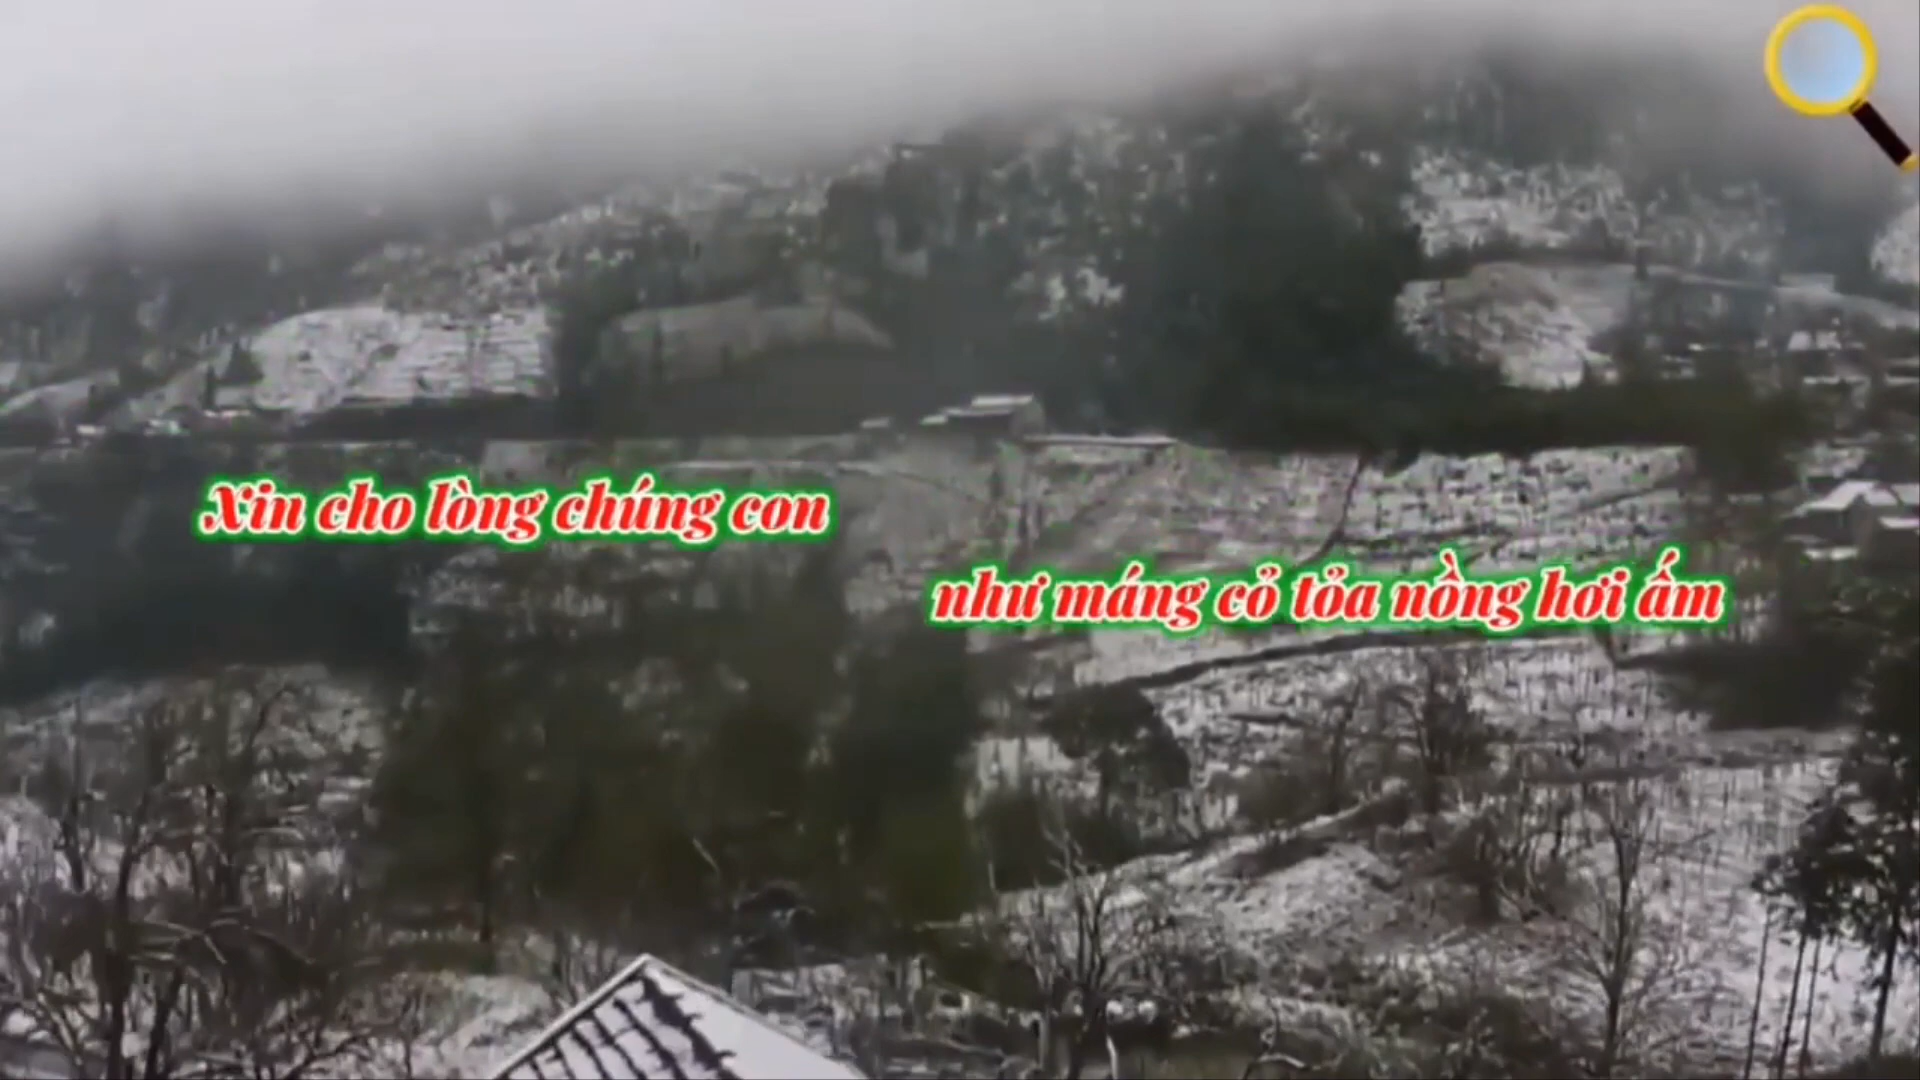 Xin cho lòng chúng con
như máng cỏ tỏa nồng hơi ấm